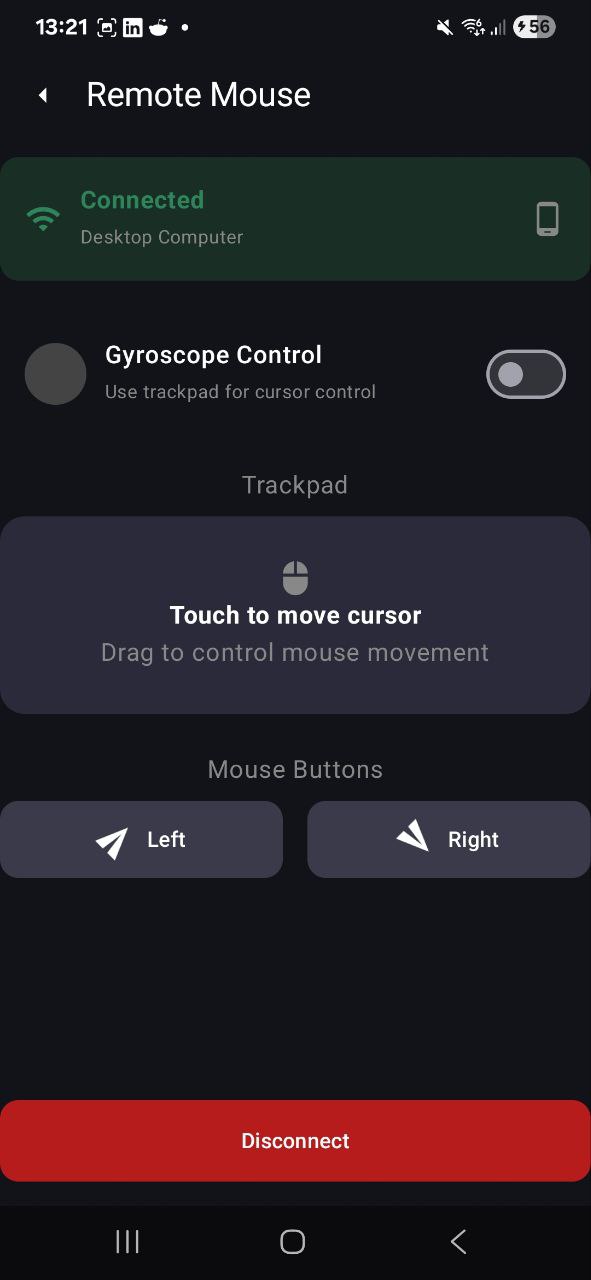 13:21
56
Remote Mouse
Connected
Desktop Computer
Gyroscope Control
Use trackpad for cursor control
Trackpad
Touch to move cursor
Drag to control mouse movement
Mouse Buttons
Left
Right
Disconnect